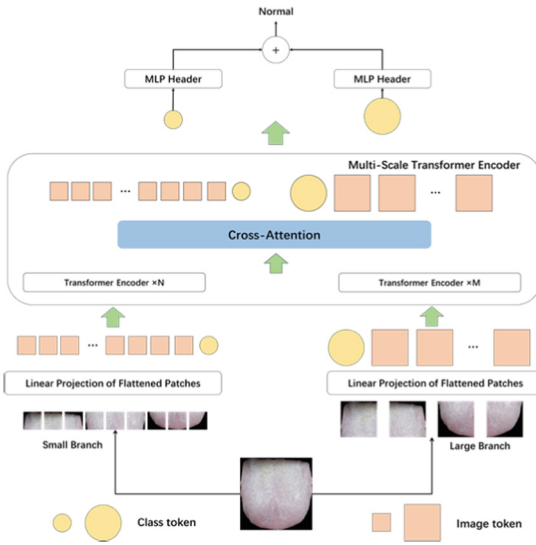 Normal
+
MLP Header
MLP Header
Multi-Scale Transformer Encoder
...
...
Cross-Attention
Transformer Encoder ×N
Transformer Encoder ×M
...
...
Linear Projection of Flattened Patches
Linear Projection of Flattened Patches
Small Branch
Large Branch
Class token
Image token